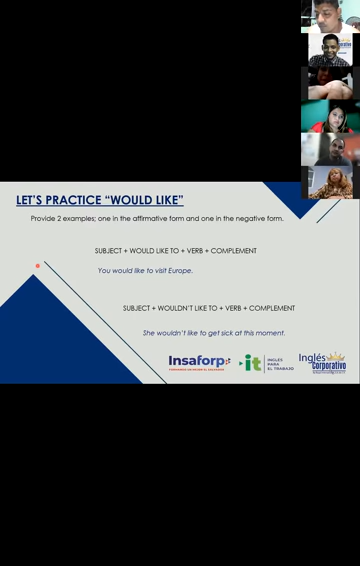 LET'S PRACTICE "WOULD LIKE"
Provide 2 examples; one in the affirmative form and one in the negative form.
SUBJECT + WOULD LIKE TO + VERB + COMPLEMENT
You would like to visit Europe.
SUBJECT + WOULDN'T LIKE TO + VERB + COMPLEMENT
She wouldn't like to get sick at this moment.
Insaforp
it
INGLÉS
PARA
EL TRABAJO
Inglés
Corporativo